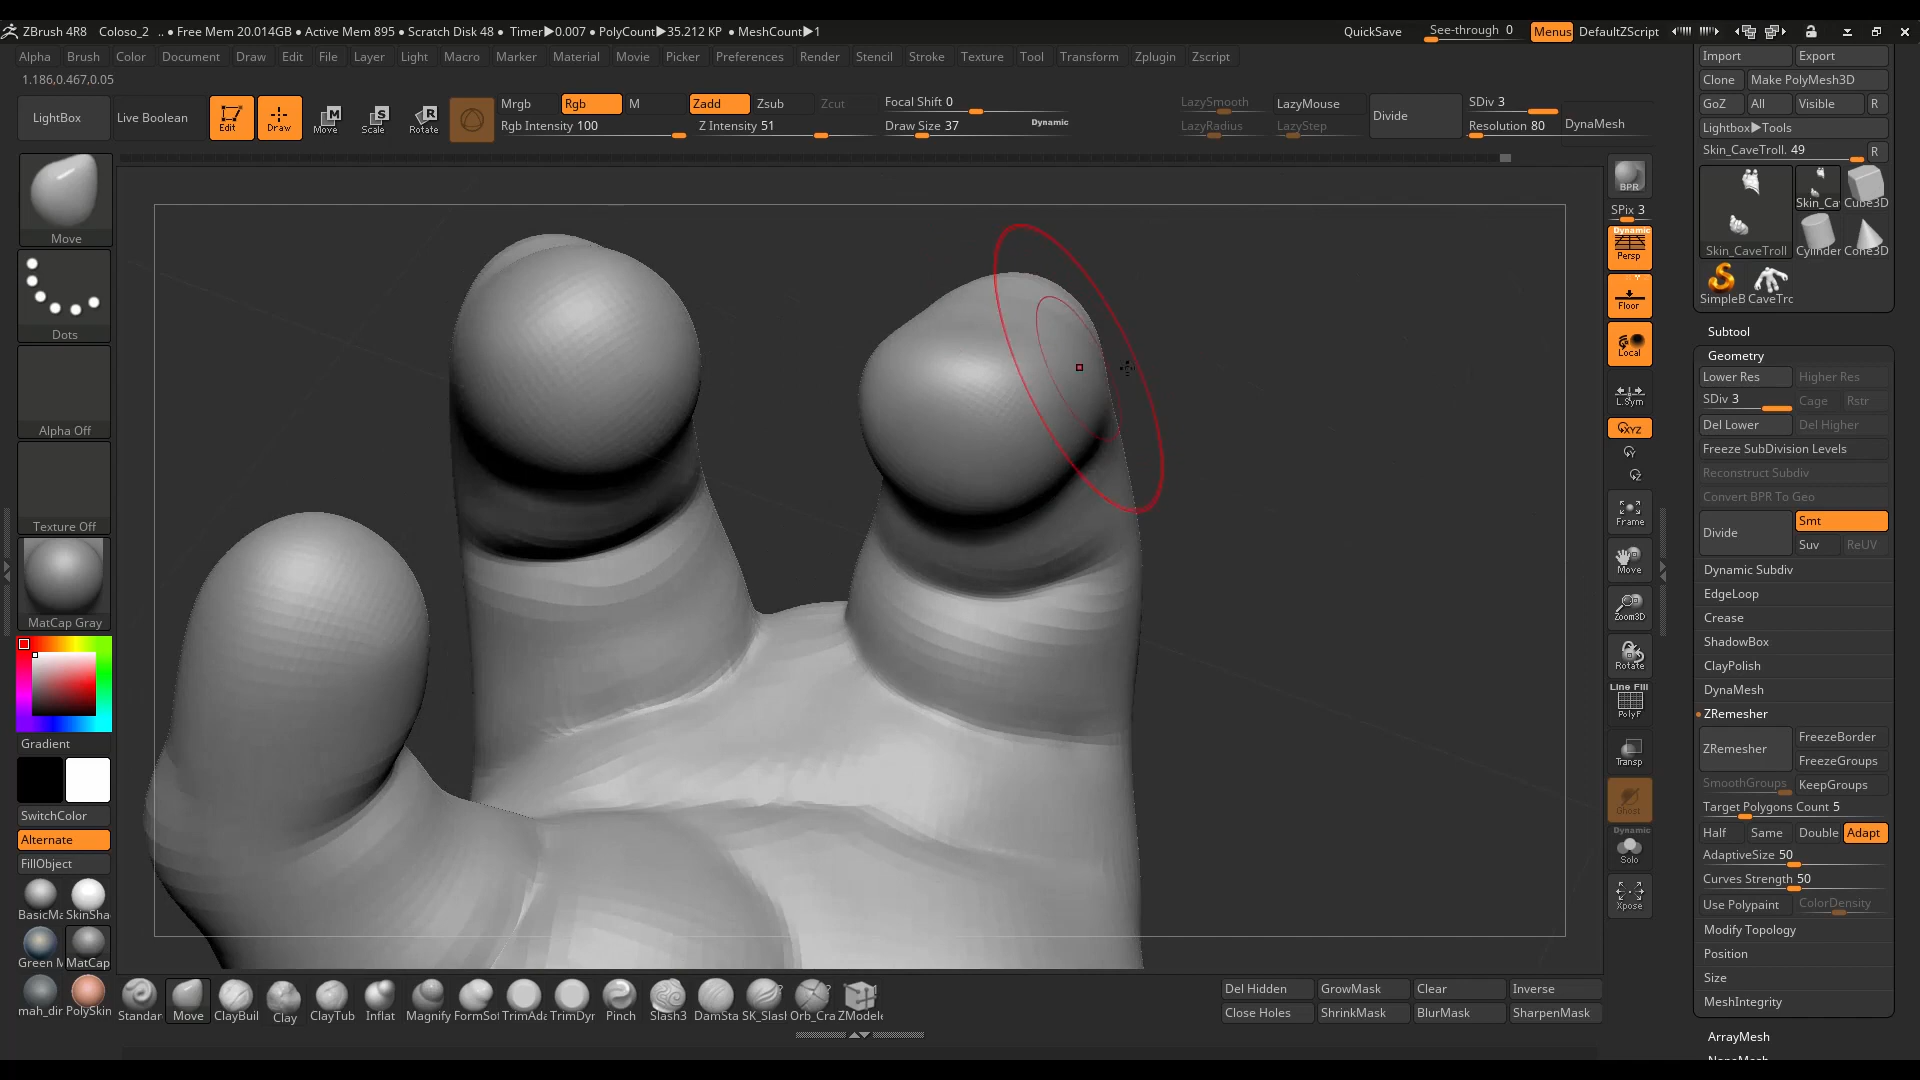 ZBrush 4R8 Coloso_2 .. ● Free Mem 20.014GB ● Active Mem 895 ● Scratch Disk 48 ● Timer▶0.007 ● PolyCount▶35.212 KP ● MeshCount▶1
QuickSave See-through 0 Menus DefaultZScript
Alpha Brush Color Document Draw Edit File Layer Light Macro Marker Material Movie Picker Preferences Render Stencil Stroke Texture Tool Transform Zplugin Zscript
1.186,0.467,0.05
LightBox Live Boolean Edit Draw Move Scale Rotate
Mrgb Rgb M Zadd Zsub Zcut Focal Shift 0
Rgb Intensity 100 Z Intensity 51 Draw Size 37 Dynamic
LazySmooth LazyMouse Divide SDiv 3
LazyRadius LazyStep Resolution 80 DynaMesh
Move
Dots
Alpha Off
Texture Off
MatCap Gray
Gradient
SwitchColor
Alternate
FillObject
BasicMa SkinSha
Green M MatCap
mah_dir PolySkin
Standar Move ClayBuil Clay ClayTub Inflat Magnify FormSo TrimAda TrimDyr Pinch Slash3 DamSta SK_Slash Orb_Cra ZModele
Del Hidden GrowMask Clear Inverse
Close Holes ShrinkMask BlurMask SharpenMask
BPR
SPix 3
Dynamic
Persp
Floor
Local
L.Sym
XYZ
Y
Z
Frame
Move
Zoom3D
Rotate
Line Fill
PolyF
Transp
Ghost
Dynamic
Solo
Xpose
Import Export
Clone Make PolyMesh3D
GoZ All Visible R
Lightbox▶Tools
Skin_CaveTroll. 49 R
Skin_CaveTroll Skin_Ca Cube3D
Cylinder Cone3D
SimpleB CaveTrc
Subtool
Geometry
Lower Res Higher Res
SDiv 3 Cage Rstr
Del Lower Del Higher
Freeze SubDivision Levels
Reconstruct Subdiv
Convert BPR To Geo
Divide Smt
Suv ReUV
Dynamic Subdiv
EdgeLoop
Crease
ShadowBox
ClayPolish
DynaMesh
ZRemesher
ZRemesher FreezeBorder
FreezeGroups
SmoothGroups KeepGroups
Target Polygons Count 5
Half Same Double Adapt
AdaptiveSize 50
Curves Strength 50
Use Polypaint ColorDensity
Modify Topology
Position
Size
MeshIntegrity
ArrayMesh